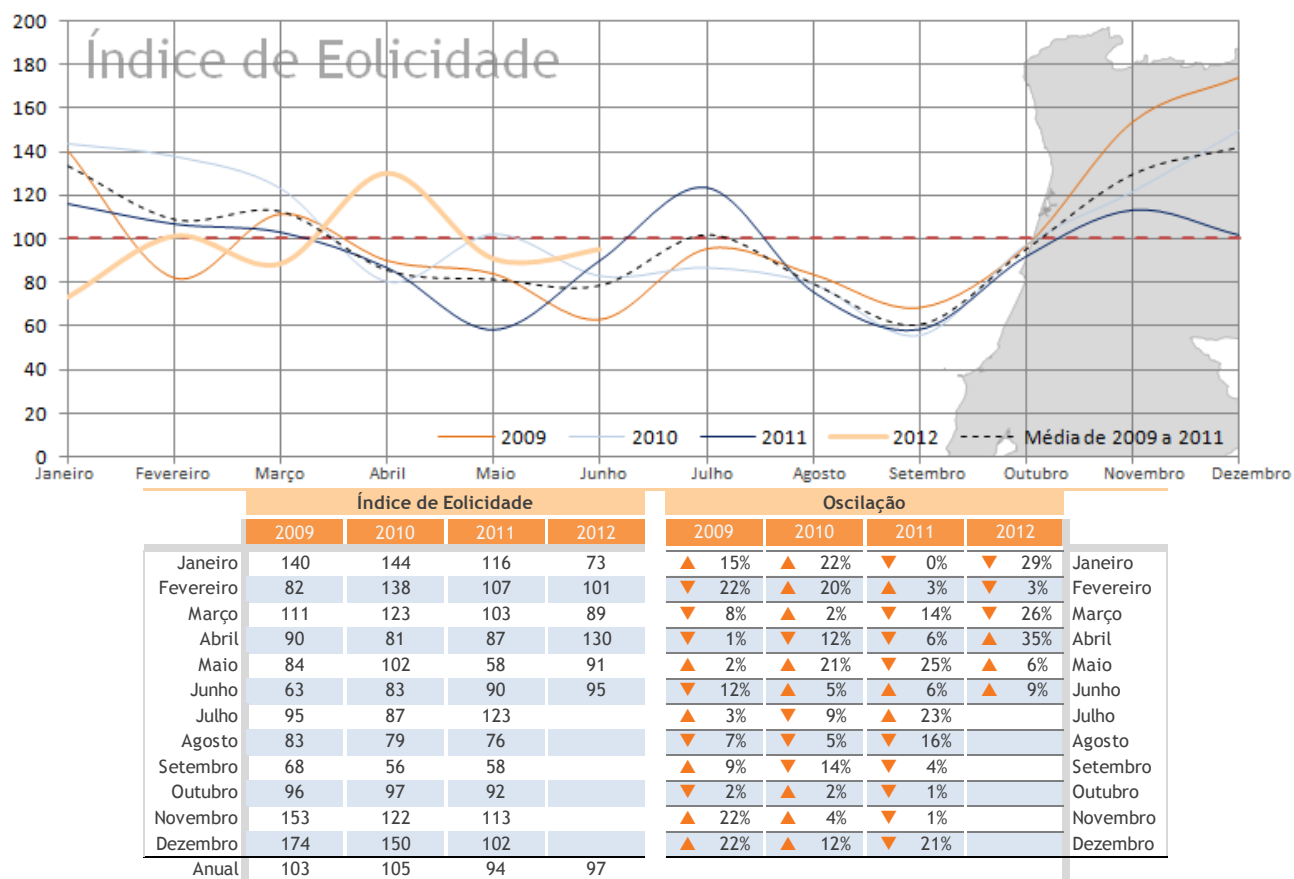 Índice de Eolicidade
200
180
160
140
120
100
80
60
40
20
0
2009 2010 2011 2012 Média de 2009 a 2011
Janeiro Fevereiro Março Abril Maio Junho Julho Agosto Setembro Outubro Novembro Dezembro
Índice de Eolicidade Oscilação
2009 2010 2011 2012 2009 2010 2011 2012
Janeiro 140 144 116 73 ▲ 15% ▲ 22% ▼ 0% ▼ 29% Janeiro
Fevereiro 82 138 107 101 ▼ 22% ▲ 20% ▲ 3% ▼ 3% Fevereiro
Março 111 123 103 89 ▼ 8% ▲ 2% ▼ 14% ▼ 26% Março
Abril 90 81 87 130 ▼ 1% ▼ 12% ▼ 6% ▲ 35% Abril
Maio 84 102 58 91 ▲ 2% ▲ 21% ▼ 25% ▲ 6% Maio
Junho 63 83 90 95 ▼ 12% ▲ 5% ▲ 6% ▲ 9% Junho
Julho 95 87 123 ▲ 3% ▼ 9% ▲ 23% Julho
Agosto 83 79 76 ▼ 7% ▼ 5% ▼ 16% Agosto
Setembro 68 56 58 ▲ 9% ▼ 14% ▼ 4% Setembro
Outubro 96 97 92 ▼ 2% ▲ 2% ▼ 1% Outubro
Novembro 153 122 113 ▲ 22% ▲ 4% ▼ 1% Novembro
Dezembro 174 150 102 ▲ 22% ▲ 12% ▼ 21% Dezembro
Anual 103 105 94 97